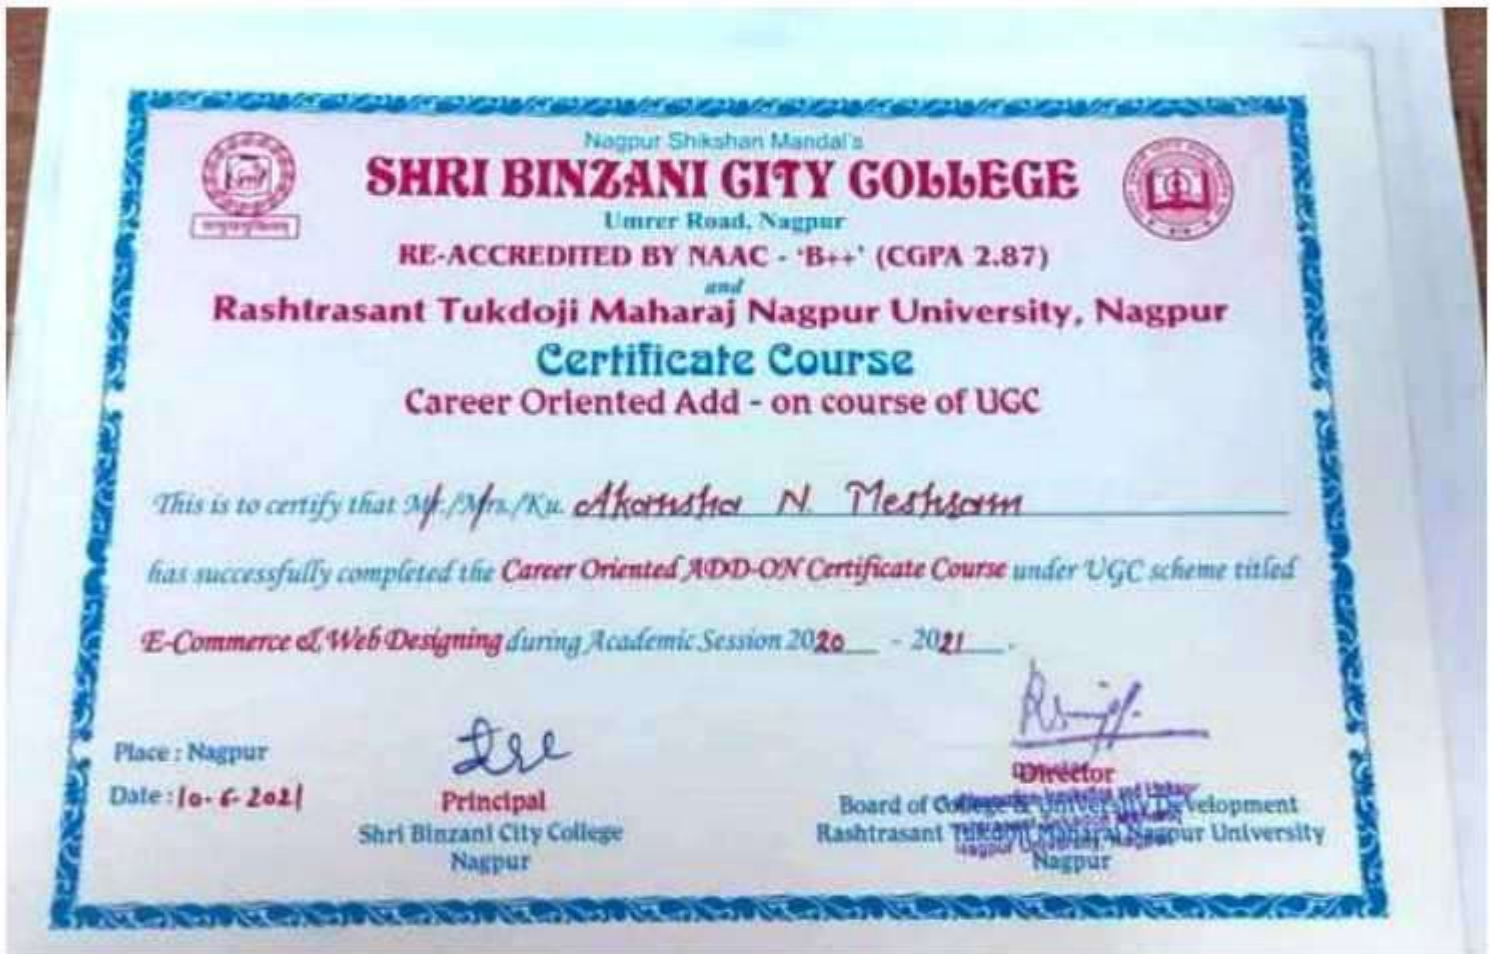 Nagpur Shikshan Mandal's
SHRI BINZANI CITY COLLEGE
Umrer Road, Nagpur
RE-ACCREDITED BY NAAC - 'B++' (CGPA 2.87)
and
Rashtrasant Tukdoji Maharaj Nagpur University, Nagpur
Certificate Course
Career Oriented Add - on course of UGC
This is to certify that Mr./Mrs./Ku. Akansha N. Meshram
has successfully completed the Career Oriented ADD-ON Certificate Course under UGC scheme titled
E-Commerce & Web Designing during Academic Session 2020 - 2021 .
Place : Nagpur
Date : 10-6-2021
Principal
Shri Binzani City College
Nagpur
Director
Board of College & University Development
Rashtrasant Tukdoji Maharaj Nagpur University
Nagpur